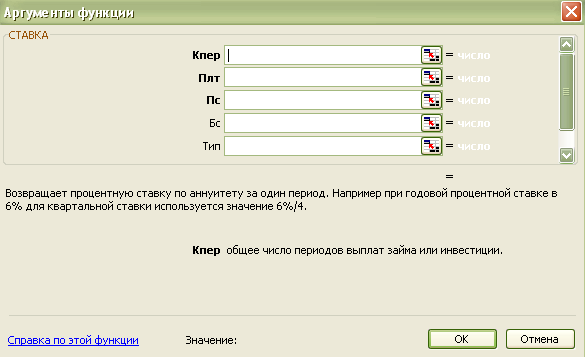 Аргументы функции
СТАВКА
Кпер = число
Плт = число
Пс = число
Бс = число
Тип = число
=
Возвращает процентную ставку по аннуитету за один период. Например при годовой процентной ставке в
6% для квартальной ставки используется значение 6%/4.
Кпер общее число периодов выплат займа или инвестиции.
Справка по этой функции Значение: OK Отмена